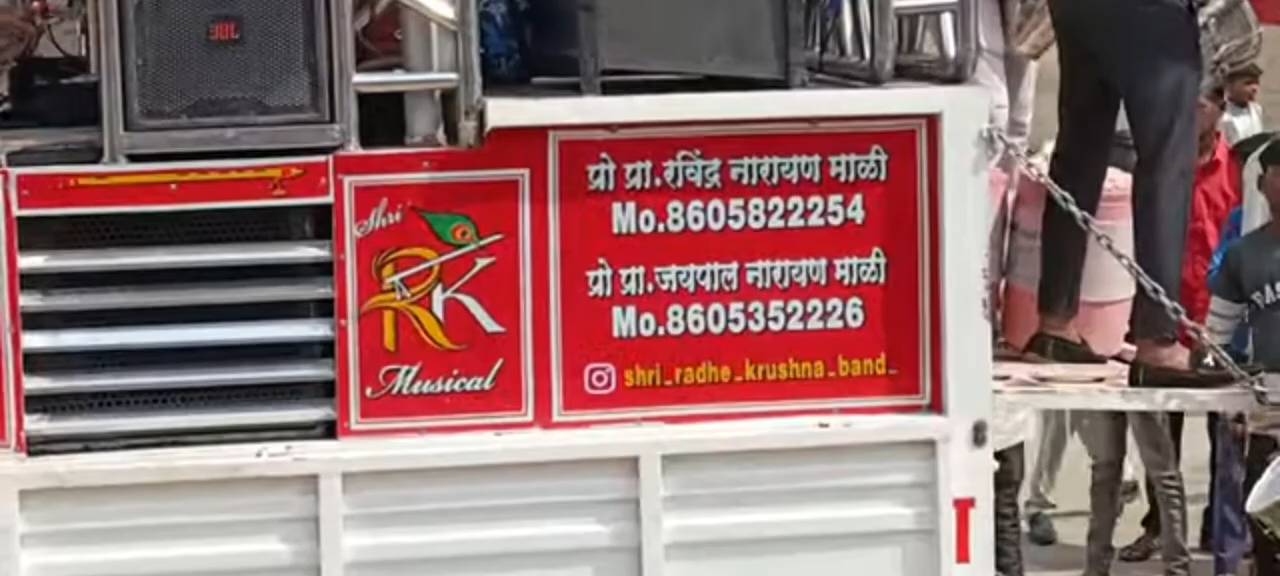 JBL
Shri
RK
Musical
प्रो प्रा.रविंद्र नारायण माळी
Mo.8605822254
प्रो प्रा.जयपाल नारायण माळी
Mo.8605352226
shri_radhe_krushna_band_